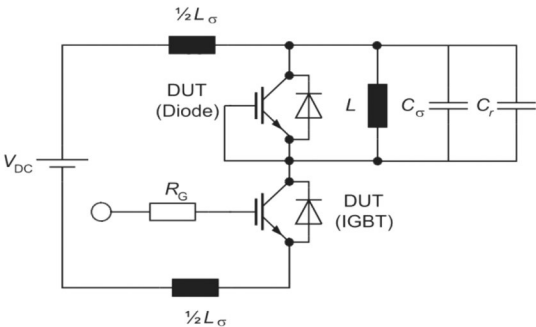 ½Lσ
DUT
(Diode)
L
Cσ
Cr
VDC
RG
DUT
(IGBT)
½Lσ